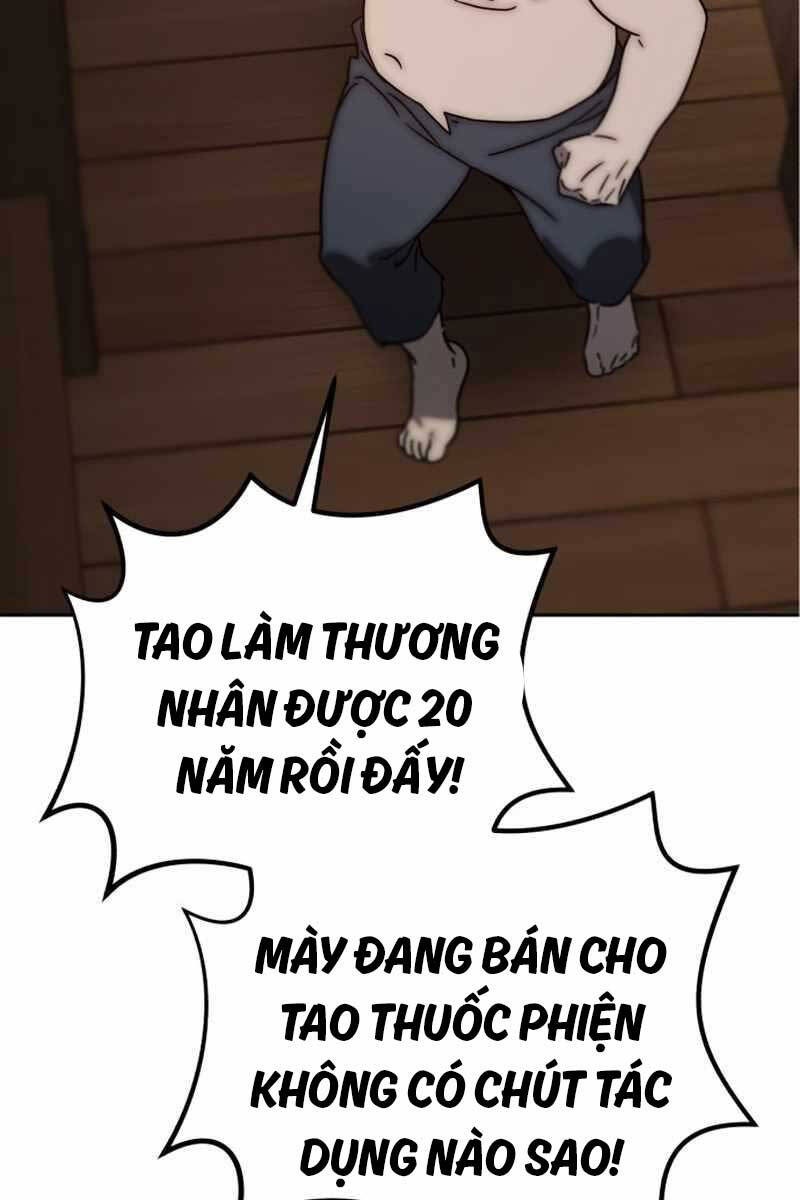 TAO LÀM THƯƠNG
NHÂN ĐƯỢC 20
NĂM RỒI ĐẤY!
MÀY ĐANG BÁN CHO
TAO THUỐC PHIỆN
KHÔNG CÓ CHÚT TÁC
DỤNG NÀO SAO!